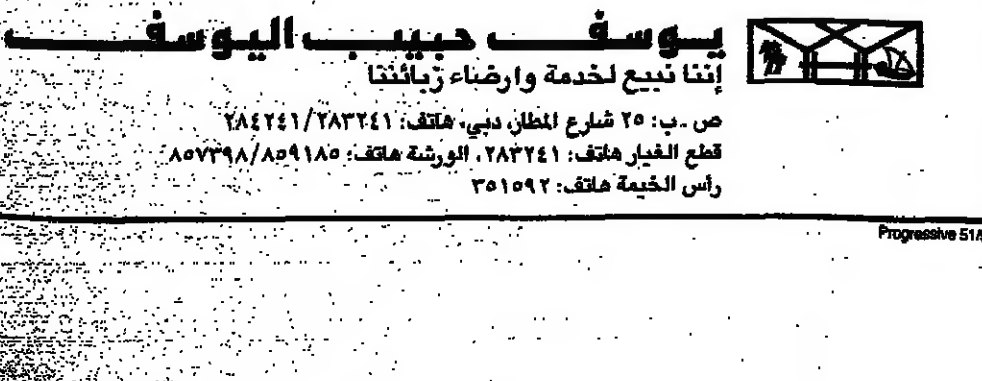 يوسف حبيب اليوسف
إننا نبيع لخدمة وارضاء زبائننا
ص.ب: ٢٥ شارع المطار، دبي، هاتف: ٢٨٤٢٤١/٢٨٣٢٤١
قطع الغيار هاتف: ٢٨٣٢٤١، الورشة هاتف: ٨٥٧٣٩٨/٨٥٩١٨٥
رأس الخيمة هاتف: ٣٥١٥٩٢
Progressive 51/